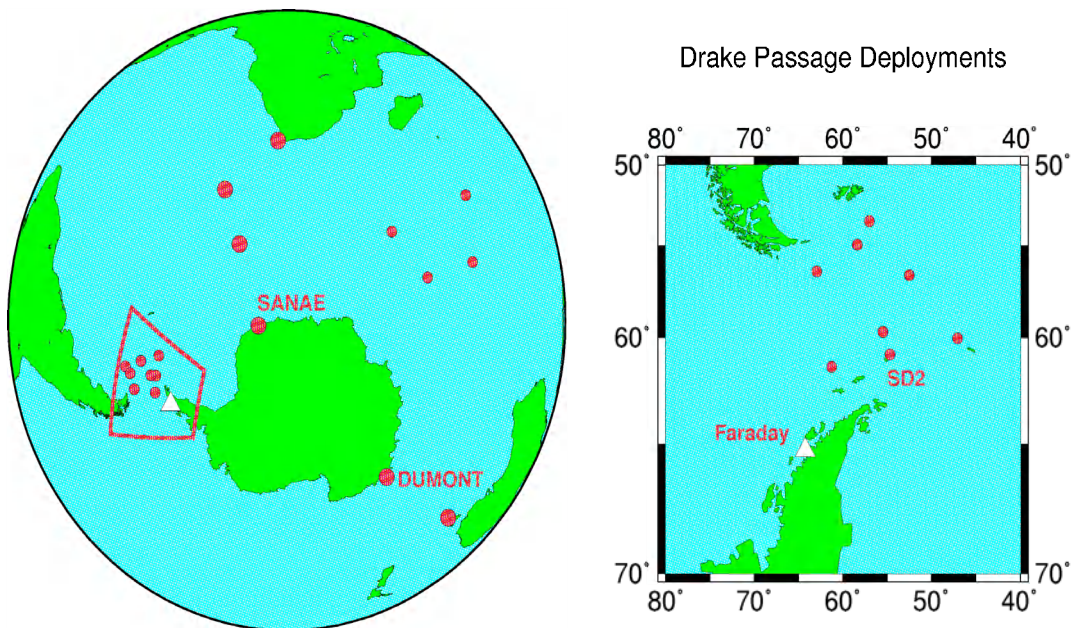 Drake Passage Deployments
80˚ 70˚ 60˚ 50˚ 40˚
50˚ 50˚
SANAE
60˚ 60˚
SD2
Faraday
DUMONT
70˚ 70˚
80˚ 70˚ 60˚ 50˚ 40˚